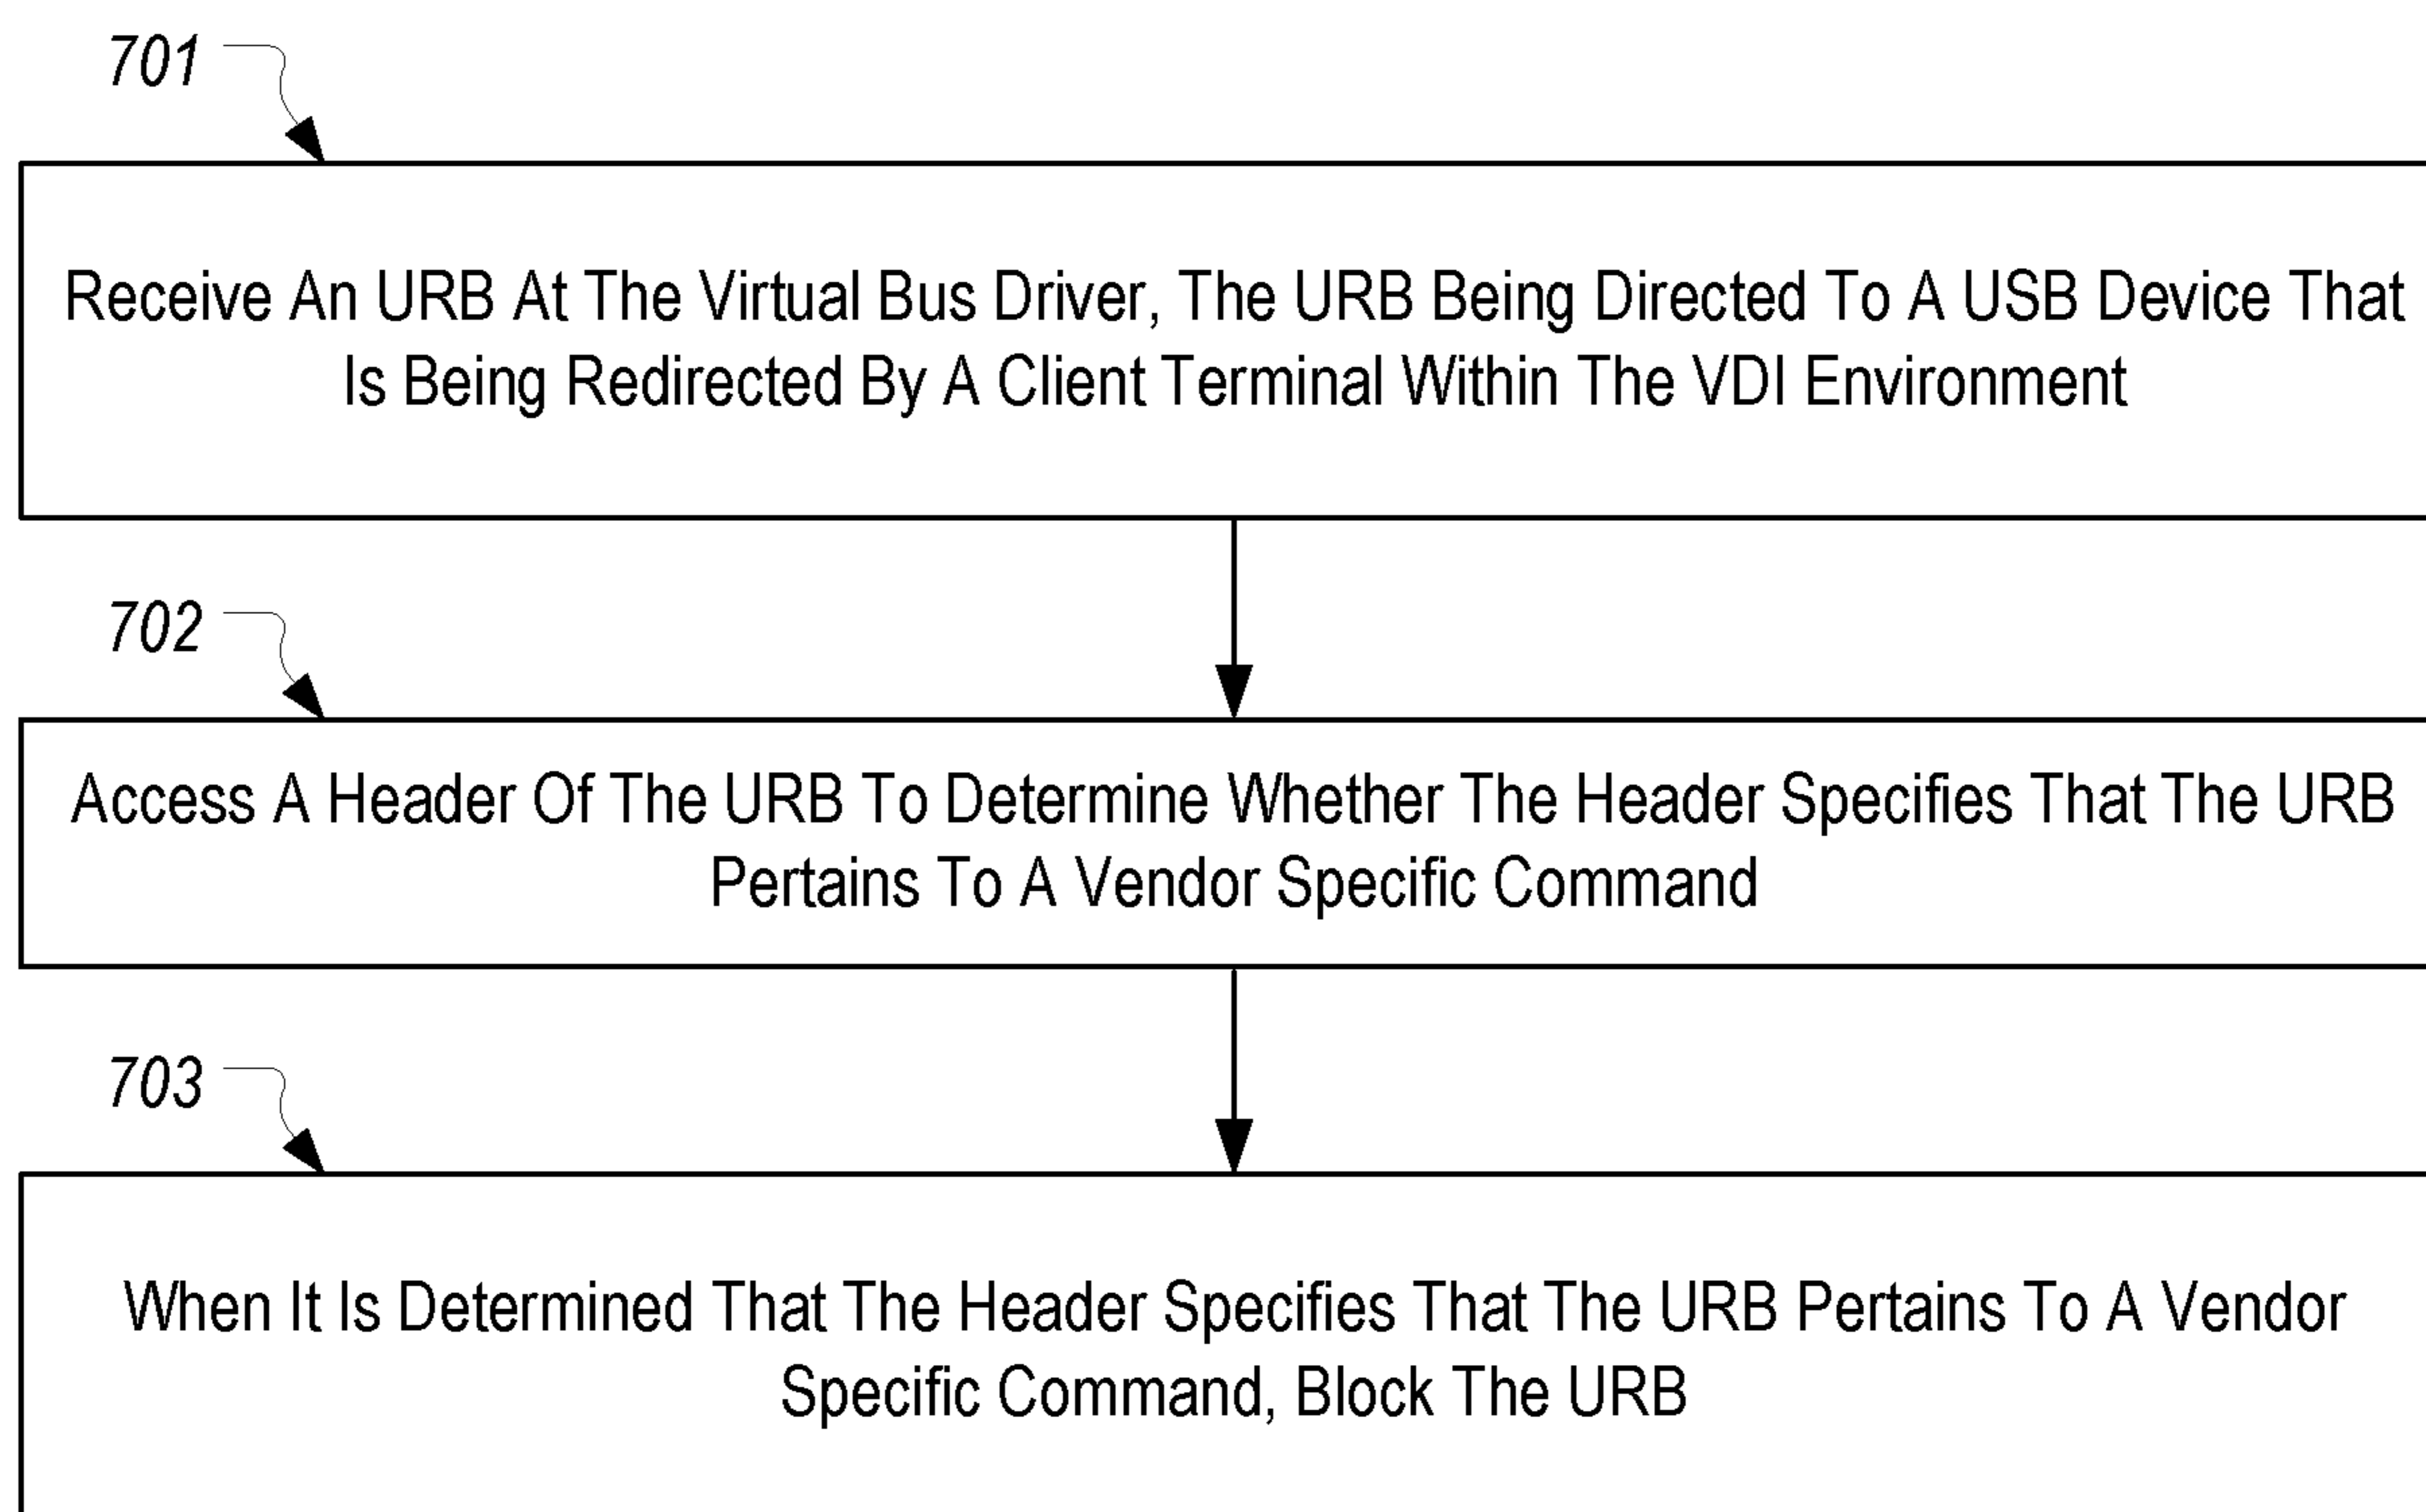 701
Receive An URB At The Virtual Bus Driver, The URB Being Directed To A USB Device That
Is Being Redirected By A Client Terminal Within The VDI Environment
702
Access A Header Of The URB To Determine Whether The Header Specifies That The URB
Pertains To A Vendor Specific Command
703
When It Is Determined That The Header Specifies That The URB Pertains To A Vendor
Specific Command, Block The URB